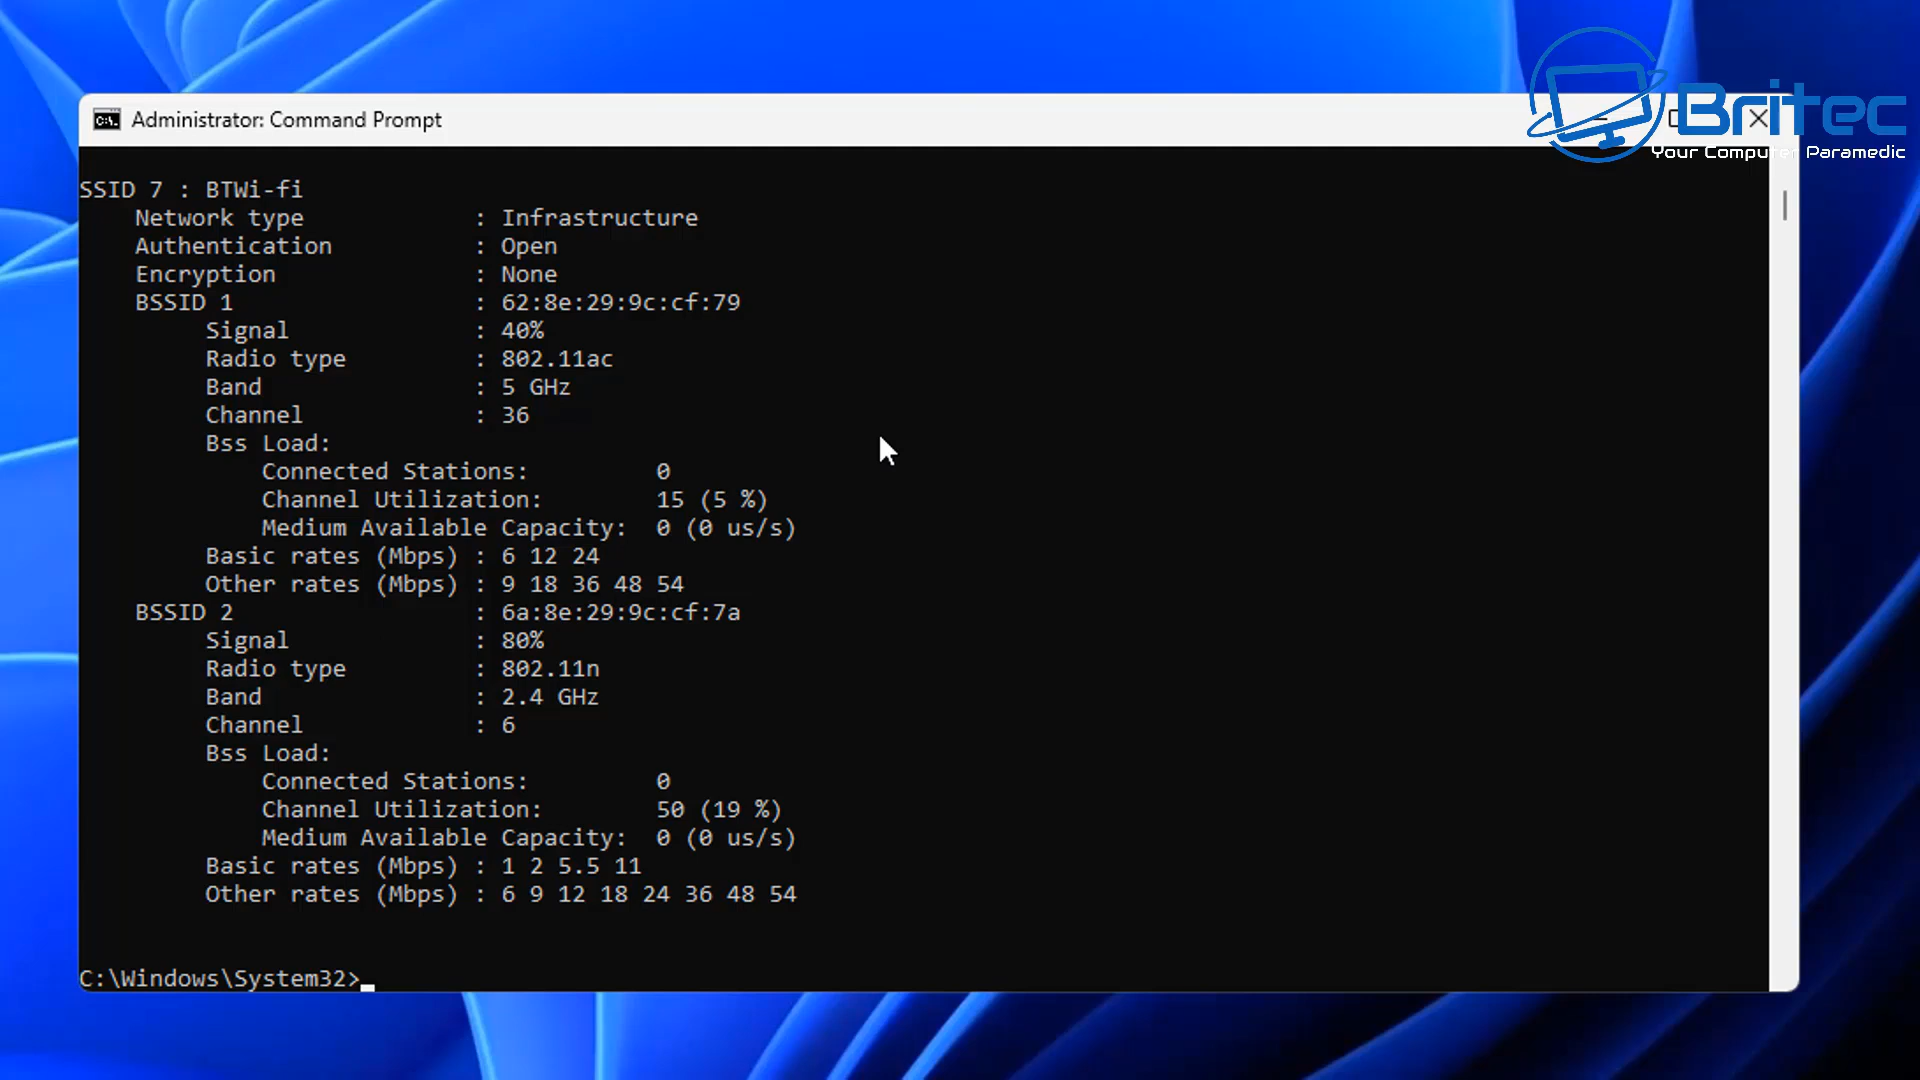 Administrator: Command Prompt
Britec
Your Computer Paramedic
SSID 7 : BTWi-fi
Network type : Infrastructure
Authentication : Open
Encryption : None
BSSID 1 : 62:8e:29:9c:cf:79
Signal : 40%
Radio type : 802.11ac
Band : 5 GHz
Channel : 36
Bss Load:
Connected Stations: 0
Channel Utilization: 15 (5 %)
Medium Available Capacity: 0 (0 us/s)
Basic rates (Mbps) : 6 12 24
Other rates (Mbps) : 9 18 36 48 54
BSSID 2 : 6a:8e:29:9c:cf:7a
Signal : 80%
Radio type : 802.11n
Band : 2.4 GHz
Channel : 6
Bss Load:
Connected Stations: 0
Channel Utilization: 50 (19 %)
Medium Available Capacity: 0 (0 us/s)
Basic rates (Mbps) : 1 2 5.5 11
Other rates (Mbps) : 6 9 12 18 24 36 48 54
C:\Windows\System32>